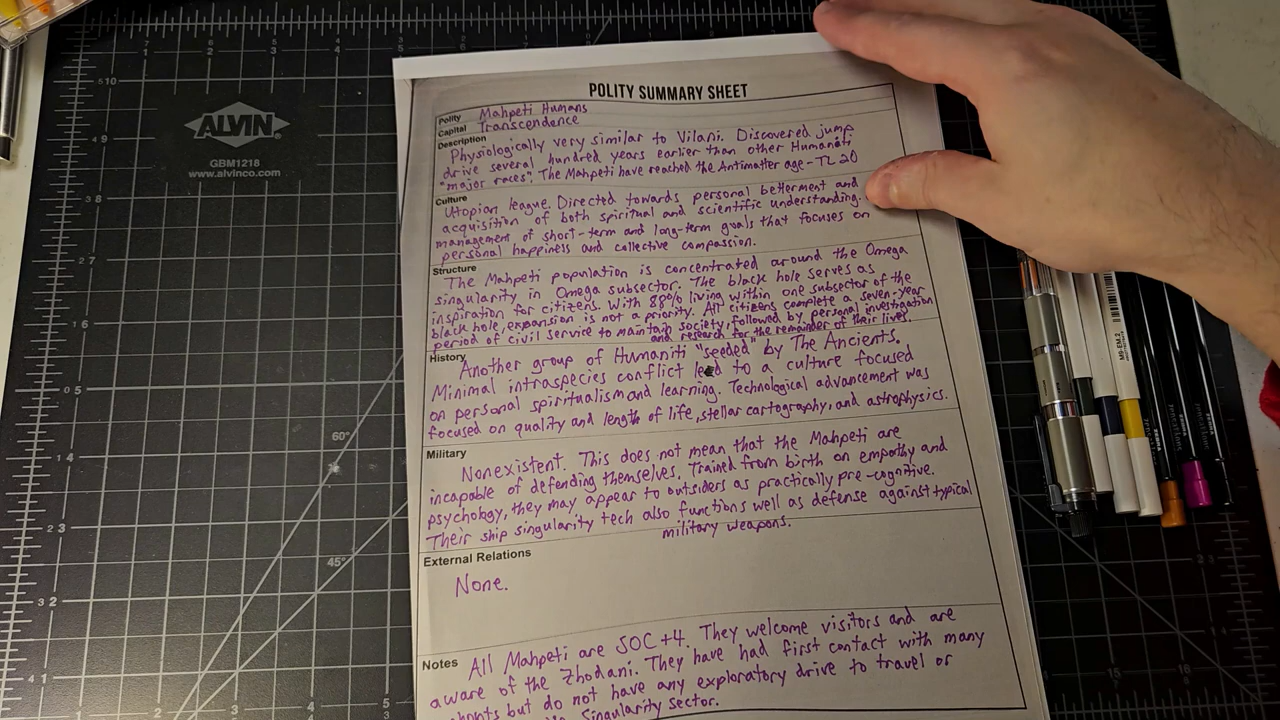 ALVIN
GBM1218
www.alvinco.com
POLITY SUMMARY SHEET
Polity Mahpeti Humans
Capital Transcendence
Description
Physiologically very similar to Vilani. Discovered jump
drive several hundred years earlier than other Humaniti
"major races". The Mahpeti have reached the Antimatter age - TL 20
Culture
Utopian league. Directed towards personal betterment and
acquisition of both spiritual and scientific understanding.
management of short-term and long-term goals that focuses on
personal happiness and collective compassion.
Structure
The Mahpeti population is concentrated around the Omega
singularity in Omega subsector. The black hole serves as
inspiration for citizens. With 88% living within one subsector of the
black hole, expansion is not a priority. All citizens complete a seven-year
period of civil service to maintain society, followed by personal investigation
and research for the remainder of their lives.
History
Another group of Humaniti "seeded" by The Ancients.
Minimal intraspecies conflict led to a culture focused
on personal spiritualism and learning. Technological advancement was
focused on quality and length of life, stellar cartography, and astrophysics.
Military
Nonexistent. This does not mean that the Mahpeti are
incapable of defending themselves. Trained from birth on empathy and
psychology, they may appear to outsiders as practically pre-cognitive.
Their ship singularity tech also functions well as defense against typical
military weapons.
External Relations
None.
Notes
All Mahpeti are SOC +4. They welcome visitors and are
aware of the Zhodani. They have had first contact with many
but do not have any exploratory drive to travel or
Singularity sector.